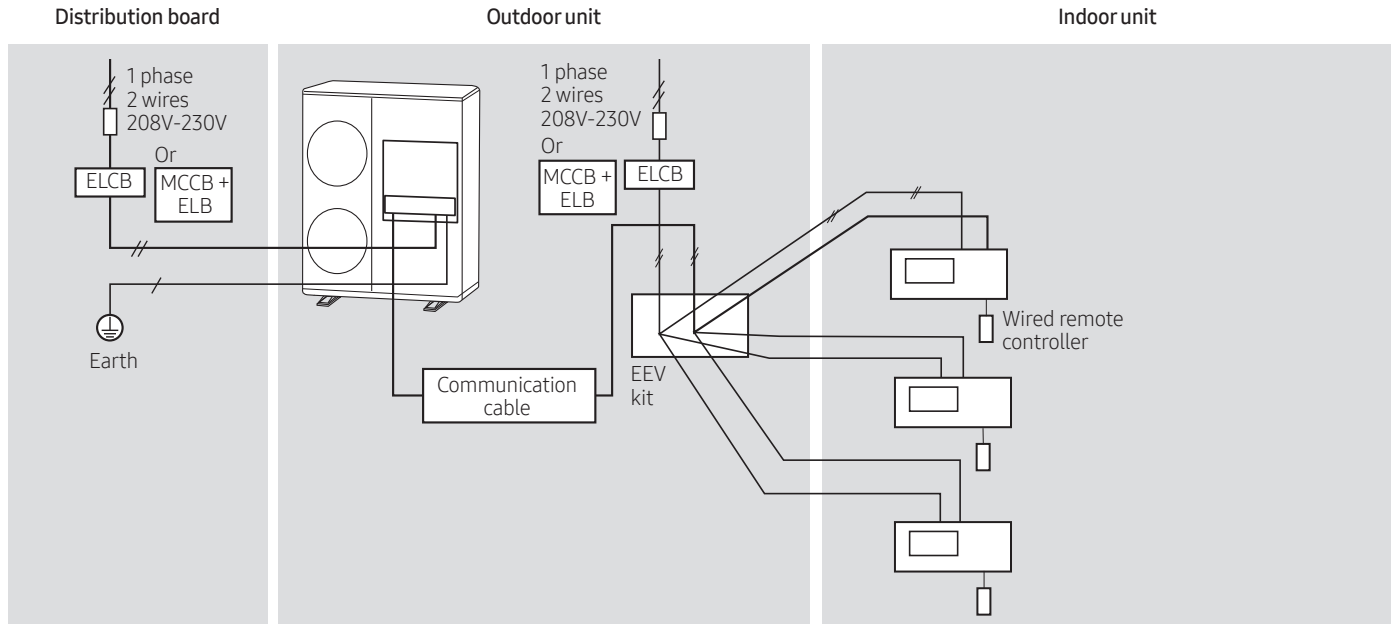 Distribution board
Outdoor unit
Indoor unit
1 phase
2 wires
208V-230V
Or
ELCB
MCCB +
ELB
Earth
1 phase
2 wires
208V-230V
Or
MCCB +
ELB
ELCB
Communication
cable
EEV
kit
Wired remote
controller